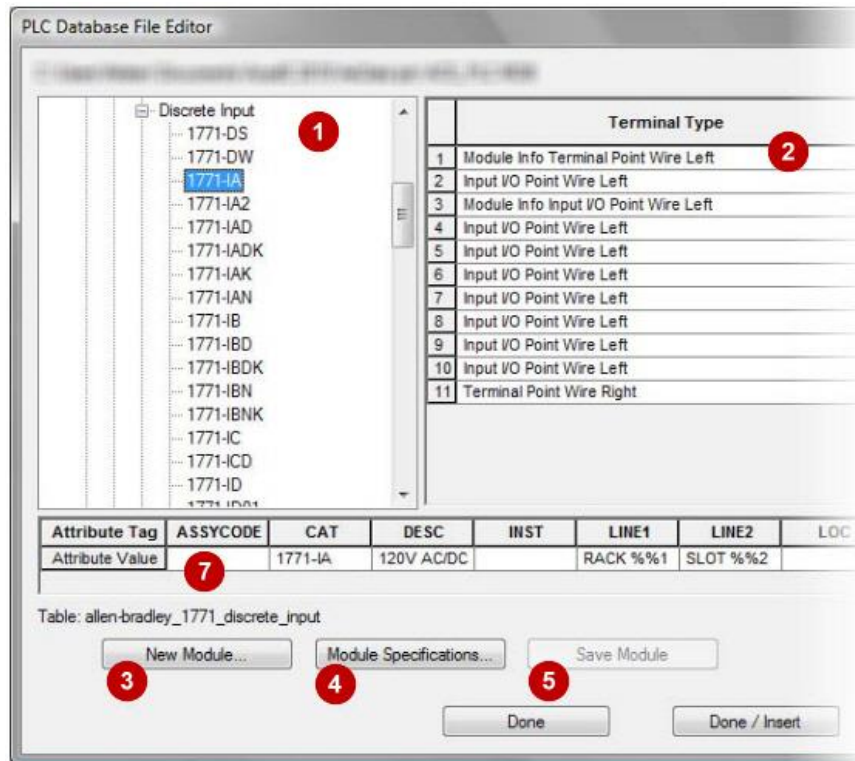 PLC Database File Editor
Discrete Input
1771-DS
1771-DW
1771-IA
1771-IA2
1771-IAD
1771-IADK
1771-IAK
1771-IAN
1771-IB
1771-IBD
1771-IBDK
1771-IBN
1771-IBNK
1771-IC
1771-ICD
1771-ID
1
Terminal Type
2
1 Module Info Terminal Point Wire Left
2 Input I/O Point Wire Left
3 Module Info Input I/O Point Wire Left
4 Input I/O Point Wire Left
5 Input I/O Point Wire Left
6 Input I/O Point Wire Left
7 Input I/O Point Wire Left
8 Input I/O Point Wire Left
9 Input I/O Point Wire Left
10 Input I/O Point Wire Left
11 Terminal Point Wire Right
Attribute Tag ASSYCODE CAT DESC INST LINE1 LINE2 LOC
Attribute Value 1771-IA 120V AC/DC RACK %%1 SLOT %%2
7
Table: allen-bradley_1771_discrete_input
New Module... Module Specifications... Save Module
3 4 5
Done Done / Insert